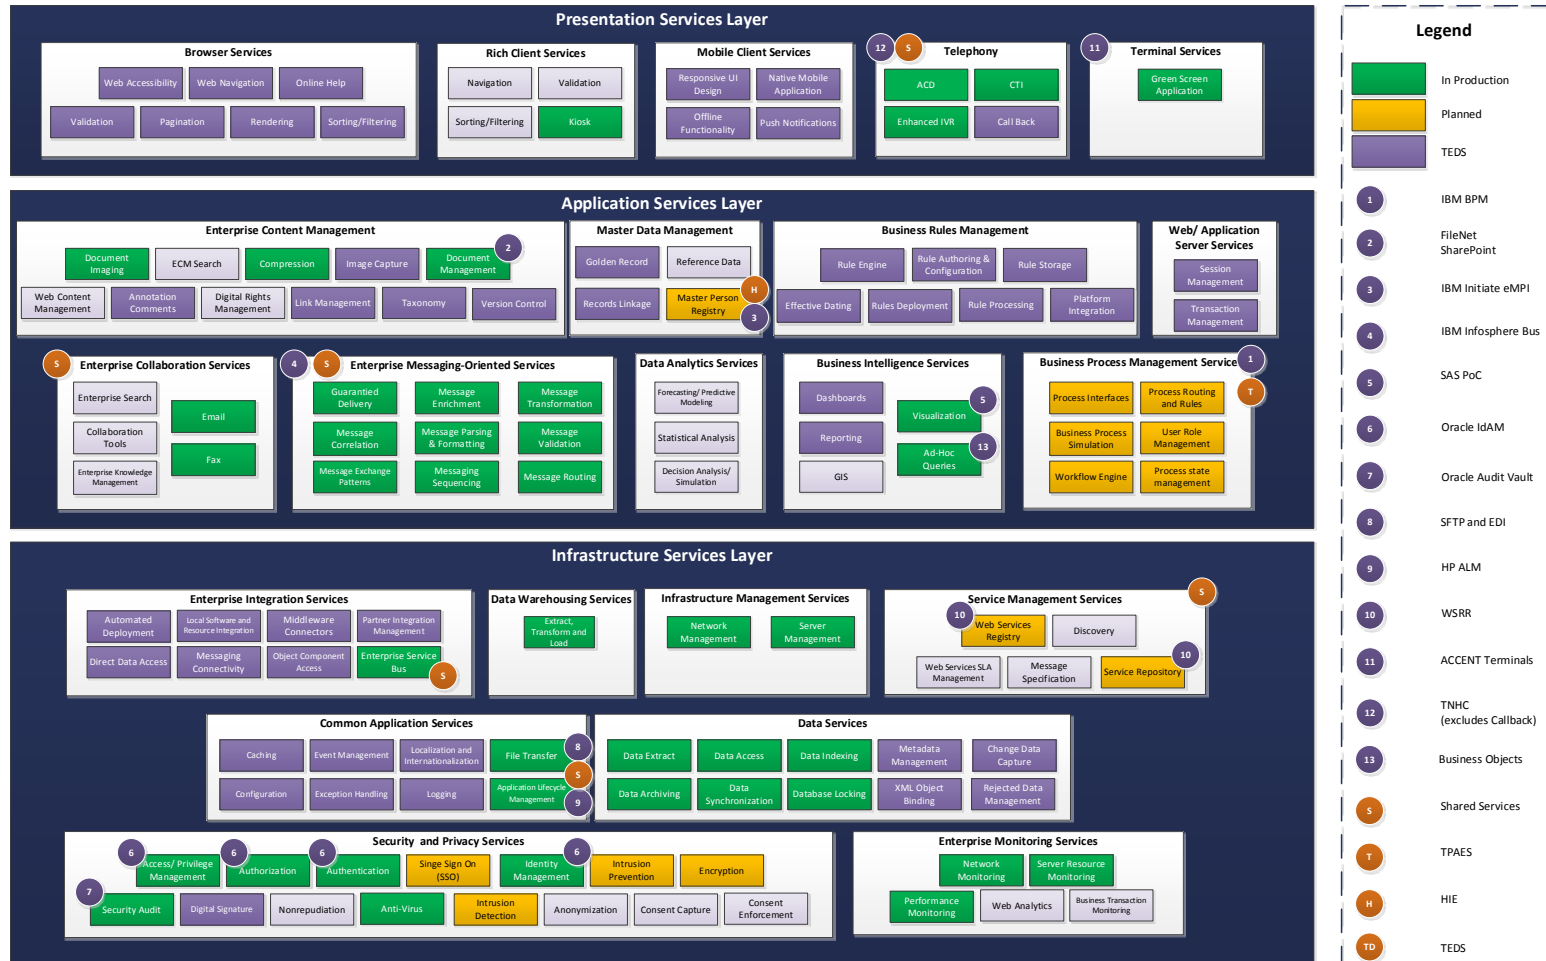 Presentation Services Layer
Browser Services
Web Accessibility
Web Navigation
Online Help
Validation
Pagination
Rendering
Sorting/Filtering
Rich Client Services
Navigation
Validation
Sorting/Filtering
Kiosk
Mobile Client Services
Responsive UI
Design
Native Mobile
Application
Offline
Functionality
Push Notifications
12
S
Telephony
ACD
CTI
Enhanced IVR
Call Back
11
Terminal Services
Green Screen
Application
Application Services Layer
Enterprise Content Management
2
Document
Imaging
ECM Search
Compression
Image Capture
Document
Management
Web Content
Management
Annotation
Comments
Digital Rights
Management
Link Management
Taxonomy
Version Control
Master Data Management
Golden Record
Reference Data
Records Linkage
Master Person
Registry
H
3
Business Rules Management
Rule Engine
Rule Authoring &
Configuration
Rule Storage
Effective Dating
Rules Deployment
Rule Processing
Platform
Integration
Web/ Application
Server Services
Session
Management
Transaction
Management
S
Enterprise Collaboration Services
Enterprise Search
Collaboration
Tools
Enterprise Knowledge
Management
Email
Fax
4
S
Enterprise Messaging-Oriented Services
Guarantied
Delivery
Message
Enrichment
Message
Transformation
Message
Correlation
Message Parsing
& Formatting
Message
Validation
Message Exchange
Patterns
Messaging
Sequencing
Message Routing
Data Analytics Services
Forecasting/ Predictive
Modeling
Statistical Analysis
Decision Analysis/
Simulation
Business Intelligence Services
Dashboards
Reporting
GIS
Visualization
5
Ad-Hoc
Queries
13
Business Process Management Service
1
T
Process Interfaces
Process Routing
and Rules
Business Process
Simulation
User Role
Management
Workflow Engine
Process state
management
Infrastructure Services Layer
Enterprise Integration Services
Automated
Deployment
Local Software and
Resource Integration
Middleware
Connectors
Partner Integration
Management
Direct Data Access
Messaging
Connectivity
Object Component
Access
Enterprise Service
Bus
S
Data Warehousing Services
Extract,
Transform and
Load
Infrastructure Management Services
Network
Management
Server
Management
Service Management Services
S
10
Web Services
Registry
Discovery
Web Services SLA
Management
Message
Specification
Service Repository
10
Common Application Services
Caching
Event Management
Localization and
Internationalization
File Transfer
8
S
Configuration
Exception Handling
Logging
Application Lifecycle
Management
9
Data Services
Data Extract
Data Access
Data Indexing
Metadata
Management
Change Data
Capture
Data Archiving
Data
Synchronization
Database Locking
XML Object
Binding
Rejected Data
Management
Security and Privacy Services
6
Access/ Privilege
Management
6
Authorization
6
Authentication
Singe Sign On
(SSO)
Identity
Management
6
Intrusion
Prevention
Encryption
7
Security Audit
Digital Signature
Nonrepudiation
Anti-Virus
Intrusion
Detection
Anonymization
Consent Capture
Consent
Enforcement
Enterprise Monitoring Services
Network
Monitoring
Server Resource
Monitoring
Performance
Monitoring
Web Analytics
Business Transaction
Monitoring
Legend
In Production
Planned
TEDS
1 IBM BPM
2 FileNet
SharePoint
3 IBM Initiate eMPI
4 IBM Infosphere Bus
5 SAS PoC
6 Oracle IdAM
7 Oracle Audit Vault
8 SFTP and EDI
9 HP ALM
10 WSRR
11 ACCENT Terminals
12 TNHC
(excludes Callback)
13 Business Objects
S Shared Services
T TPAES
H HIE
TD TEDS